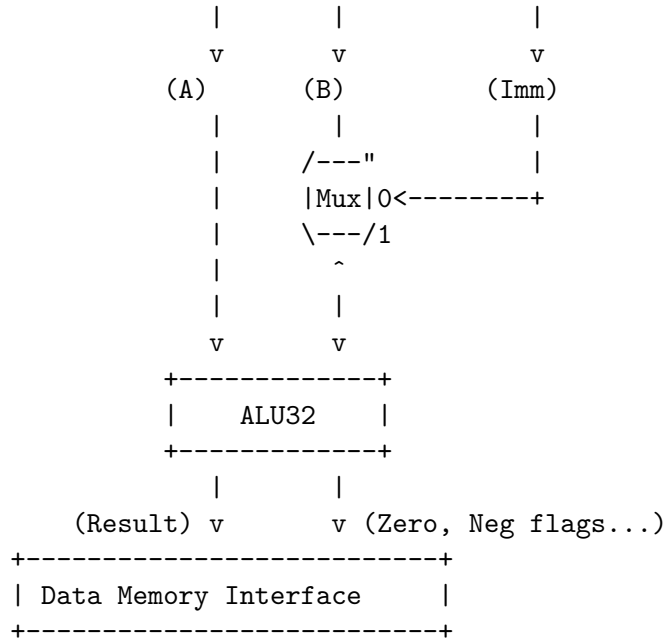 |       |            |
v       v            v
(A)      (B)         (Imm)
|       |            |
|     /---"          |
|     |Mux|0<--------+
|     \---/1
|       ^
|       |
v       v
+-------------+
|    ALU32    |
+-------------+
|       |
(Result) v       v (Zero, Neg flags...)
+---------------------------+
| Data Memory Interface     |
+---------------------------+